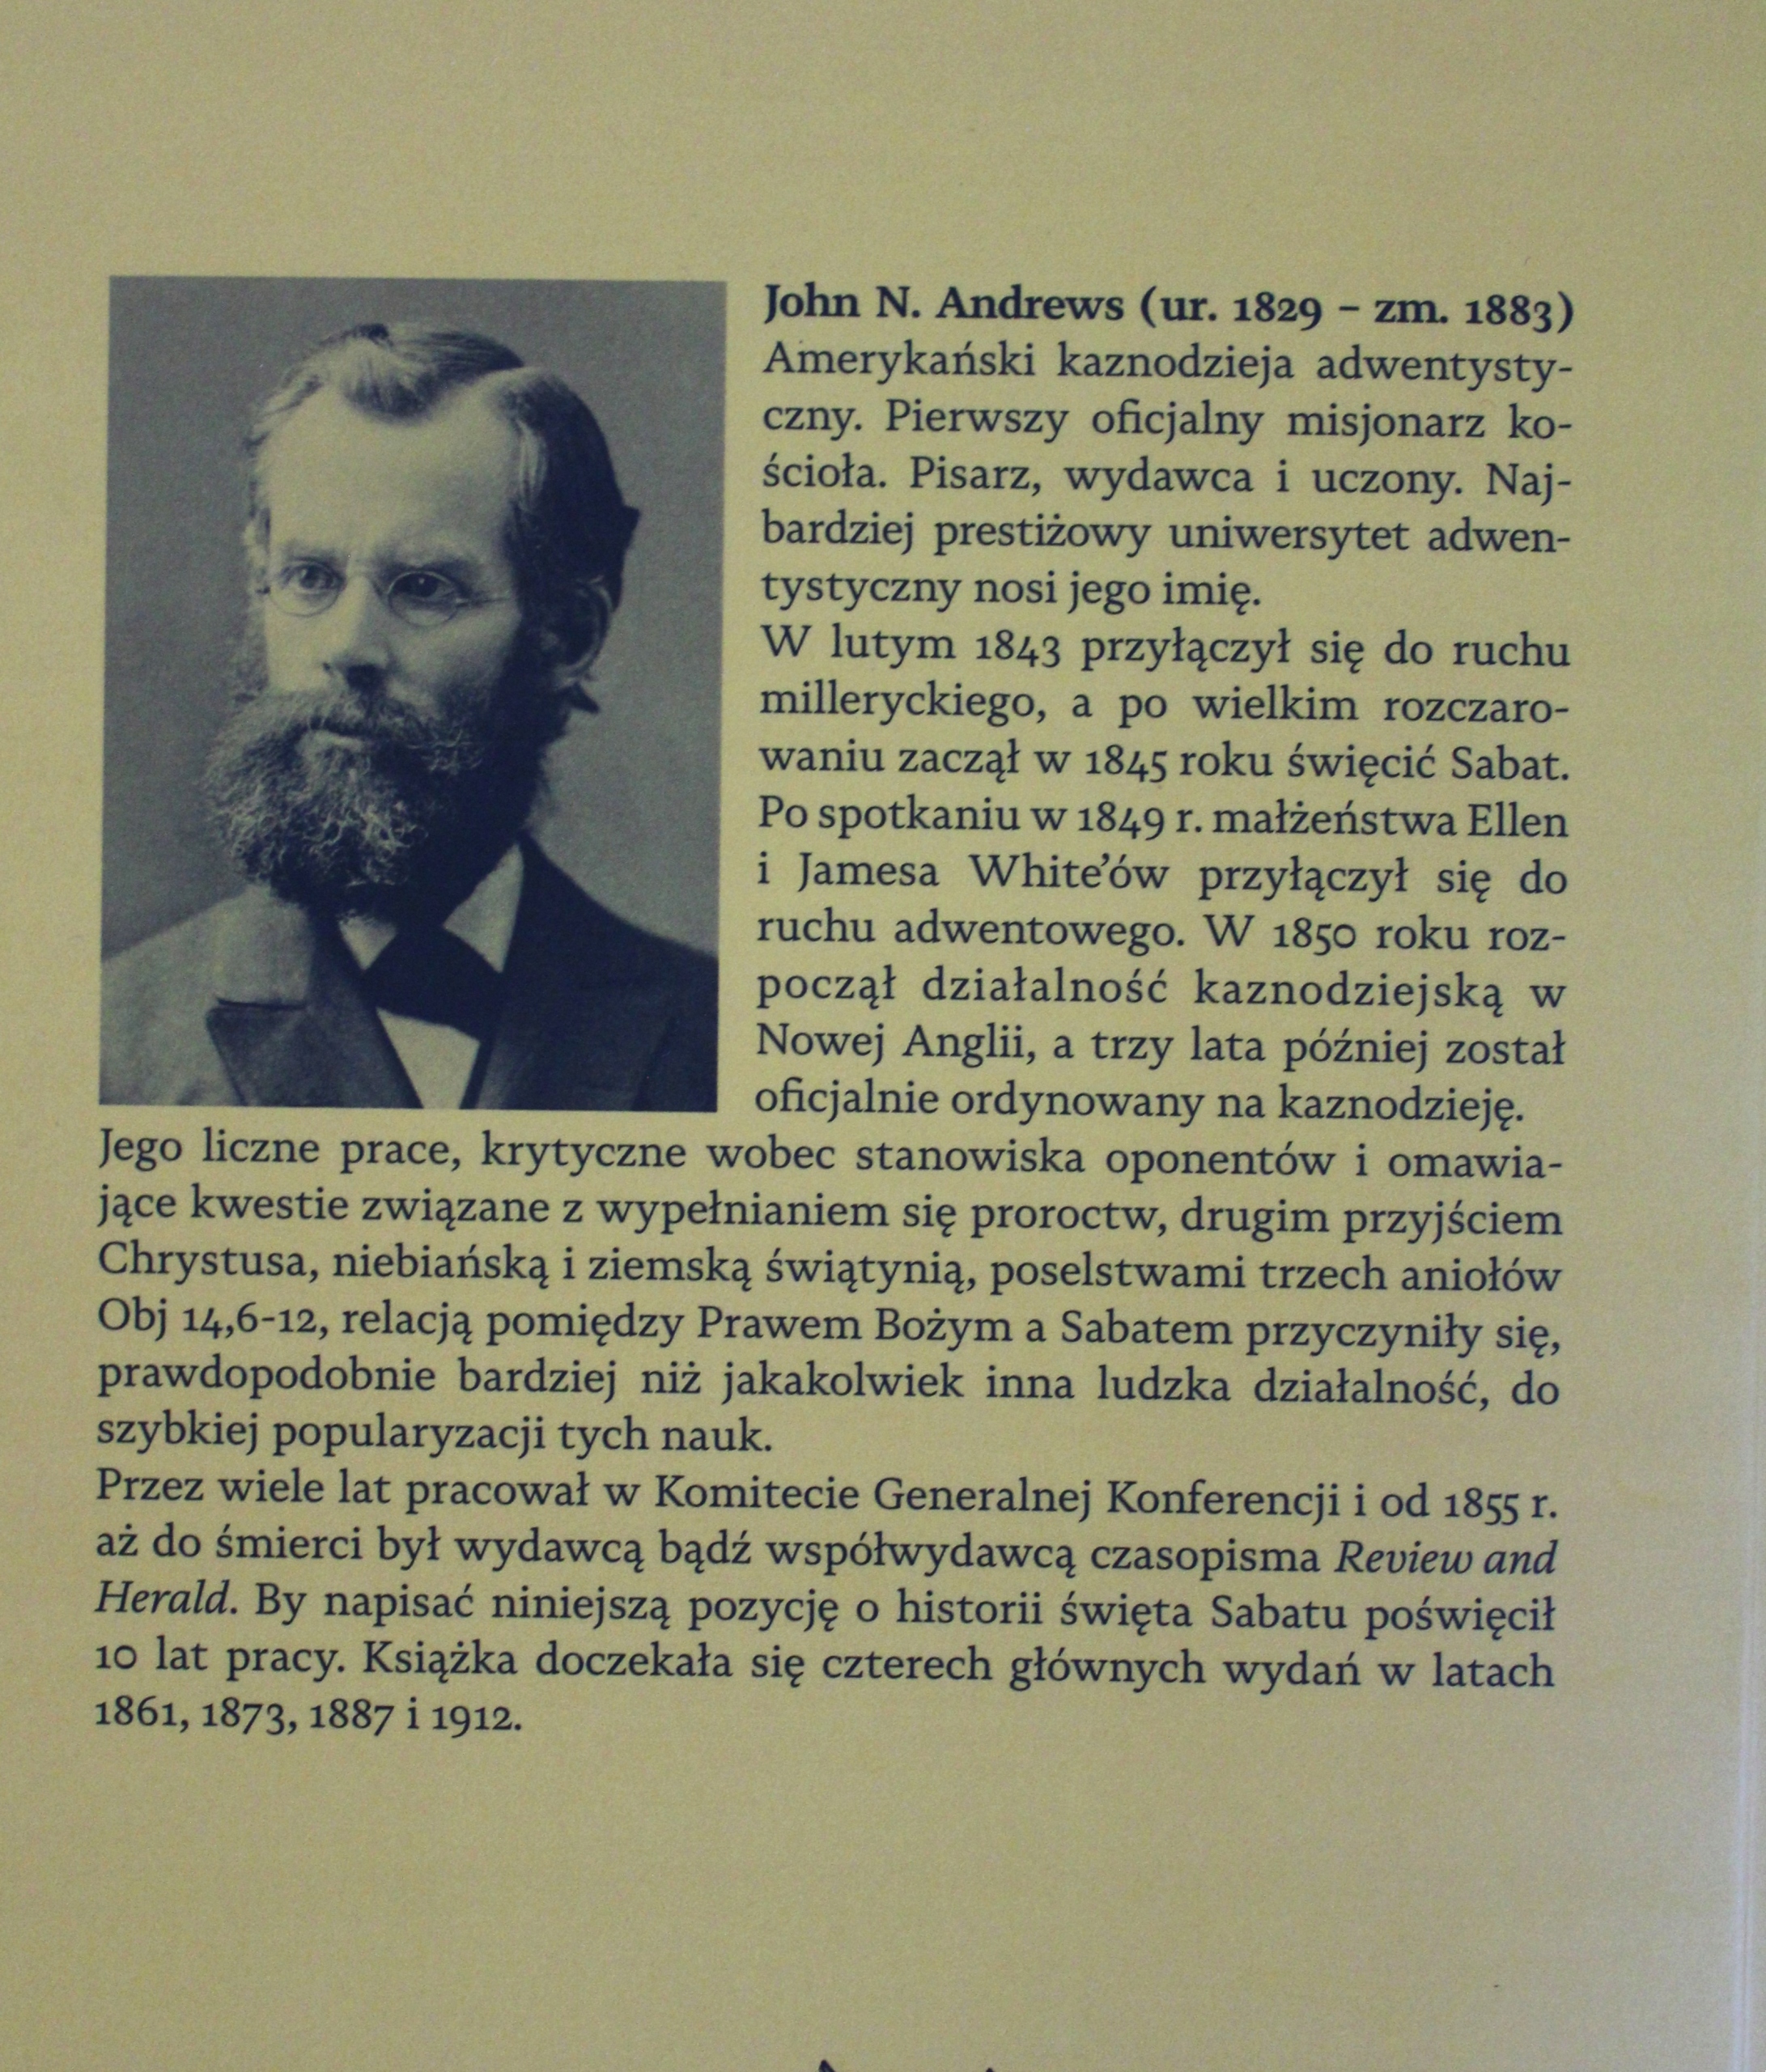 John N. Andrews (ur. 1829 – zm. 1883)
Amerykański kaznodzieja adwentysty-
czny. Pierwszy oficjalny misjonarz ko-
ścioła. Pisarz, wydawca i uczony. Naj-
bardziej prestiżowy uniwersytet adwen-
tystyczny nosi jego imię.
W lutym 1843 przyłączył się do ruchu
milleryckiego, a po wielkim rozczaro-
waniu zaczął w 1845 roku święcić Sabat.
Po spotkaniu w 1849 r. małżeństwa Ellen
i Jamesa White’ów przyłączył się do
ruchu adwentowego. W 1850 roku roz-
począł działalność kaznodziejską w
Nowej Anglii, a trzy lata później został
oficjalnie ordynowany na kaznodzieję.
Jego liczne prace, krytyczne wobec stanowiska oponentów i omawia-
jące kwestie związane z wypełnianiem się proroctw, drugim przyjściem
Chrystusa, niebiańską i ziemską świątynią, poselstwami trzech aniołów
Obj 14,6-12, relacją pomiędzy Prawem Bożym a Sabatem przyczyniły się,
prawdopodobnie bardziej niż jakakolwiek inna ludzka działalność, do
szybkiej popularyzacji tych nauk.
Przez wiele lat pracował w Komitecie Generalnej Konferencji i od 1855 r.
aż do śmierci był wydawcą bądź współwydawcą czasopisma Review and
Herald. By napisać niniejszą pozycję o historii święta Sabatu poświęcił
10 lat pracy. Książka doczekała się czterech głównych wydań w latach
1861, 1873, 1887 i 1912.